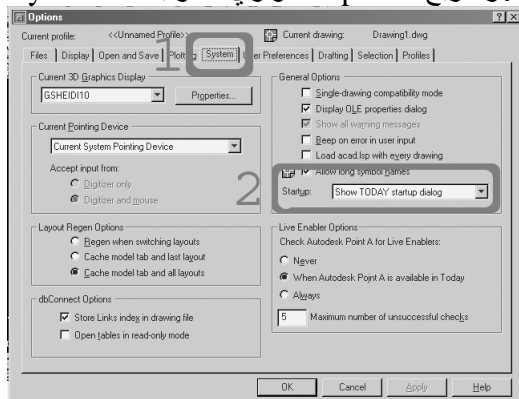 Options
Current profile: <<Unnamed Profile>> Current drawing: Drawing1.dwg
Files Display Open and Save Plotting System User Preferences Drafting Selection Profiles
1
Current 3D Graphics Display
GSHEIDI10 Properties...
Current Pointing Device
Current System Pointing Device
Accept input from:
Digitizer only
Digitizer and mouse
Layout Regen Options
Regen when switching layouts
Cache model tab and last layout
Cache model tab and all layouts
dbConnect Options
Store Links index in drawing file
Open tables in read-only mode
General Options
Single-drawing compatibility mode
Display OLE properties dialog
Show all warning messages
Beep on error in user input
Load acad.lsp with every drawing
Allow long symbol names
2
Startup: Show TODAY startup dialog
Live Enabler Options
Check Autodesk Point A for Live Enablers:
Never
When Autodesk Point A is available in Today
Always
5 Maximum number of unsuccessful checks
OK Cancel Apply Help